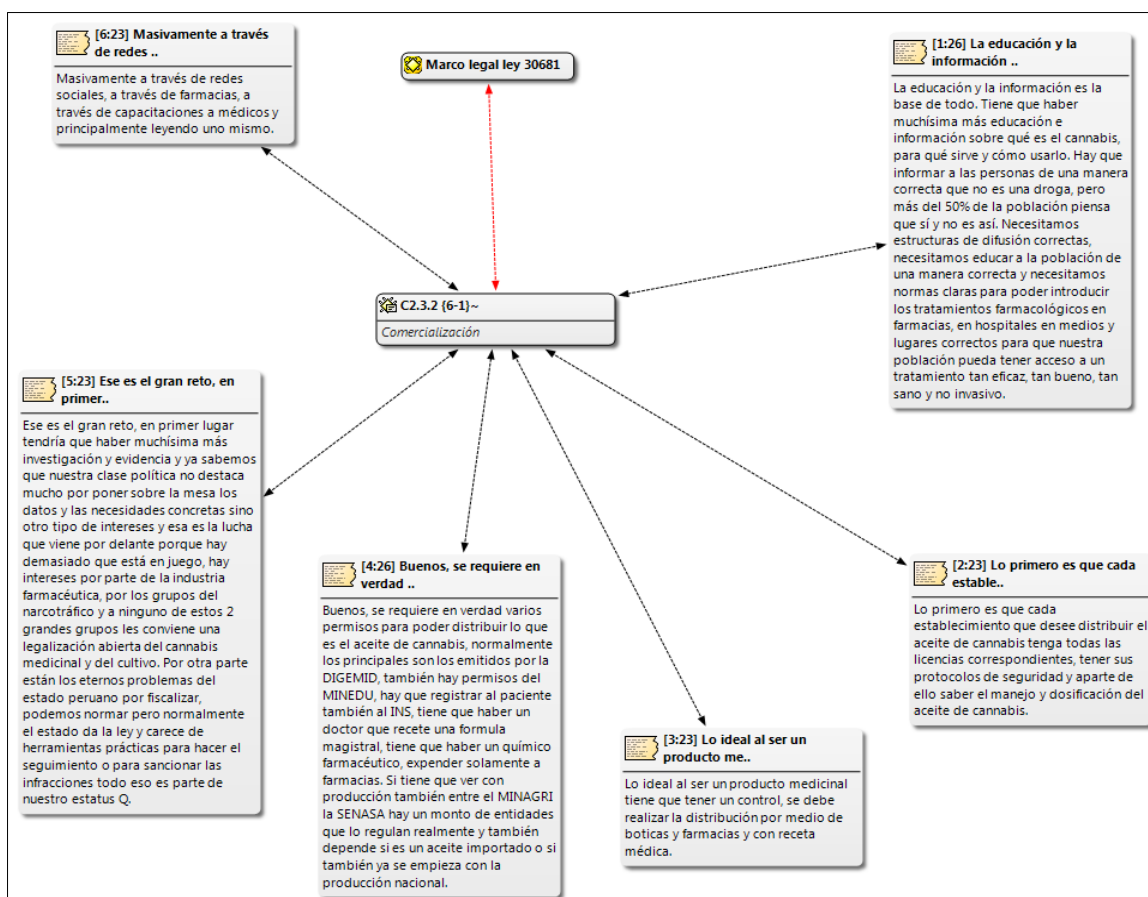 [6:23] Masivamente a través
de redes ..
Masivamente a través de redes
sociales, a través de farmacias, a
través de capacitaciones a médicos y
principalmente leyendo uno mismo.
Marco legal ley 30681
[1:26] La educación y la
información ..
La educación y la información es la
base de todo. Tiene que haber
muchísima más educación e
información sobre qué es el cannabis,
para qué sirve y cómo usarlo. Hay que
informar a las personas de una manera
correcta que no es una droga, pero
más del 50% de la población piensa
que sí y no es así. Necesitamos
estructuras de difusión correctas,
necesitamos educar a la población de
una manera correcta y necesitamos
normas claras para poder introducir
los tratamientos farmacológicos en
farmacias, en hospitales en medios y
lugares correctos para que nuestra
población pueda tener acceso a un
tratamiento tan eficaz, tan bueno, tan
sano y no invasivo.
C2.3.2 {6-1}~
Comercialización
[5:23] Ese es el gran reto, en
primer..
Ese es el gran reto, en primer lugar
tendría que haber muchísima más
investigación y evidencia y ya sabemos
que nuestra clase política no destaca
mucho por poner sobre la mesa los
datos y las necesidades concretas sino
otro tipo de intereses y esa es la lucha
que viene por delante porque hay
demasiado que está en juego, hay
intereses por parte de la industria
farmacéutica, por los grupos del
narcotráfico y a ninguno de estos 2
grandes grupos les conviene una
legalización abierta del cannabis
medicinal y del cultivo. Por otra parte
están los eternos problemas del
estado peruano por fiscalizar,
podemos normar pero normalmente
el estado da la ley y carece de
herramientas prácticas para hacer el
seguimiento o para sancionar las
infracciones todo eso es parte de
nuestro estatus Q.
[4:26] Buenos, se requiere en
verdad ..
Buenos, se requiere en verdad varios
permisos para poder distribuir lo que
es el aceite de cannabis, normalmente
los principales son los emitidos por la
DIGEMID, también hay permisos del
MINEDU, hay que registrar al paciente
también al INS, tiene que haber un
doctor que recete una formula
magistral, tiene que haber un químico
farmacéutico, expender solamente a
farmacias. Si tiene que ver con
producción también entre el MINAGRI
la SENASA hay un monto de entidades
que lo regulan realmente y también
depende si es un aceite importado o si
también ya se empieza con la
producción nacional.
[3:23] Lo ideal al ser un
producto me..
Lo ideal al ser un producto medicinal
tiene que tener un control, se debe
realizar la distribución por medio de
boticas y farmacias y con receta
médica.
[2:23] Lo primero es que cada
estable..
Lo primero es que cada
establecimiento que desee distribuir el
aceite de cannabis tenga todas las
licencias correspondientes, tener sus
protocolos de seguridad y aparte de
ello saber el manejo y dosificación del
aceite de cannabis.